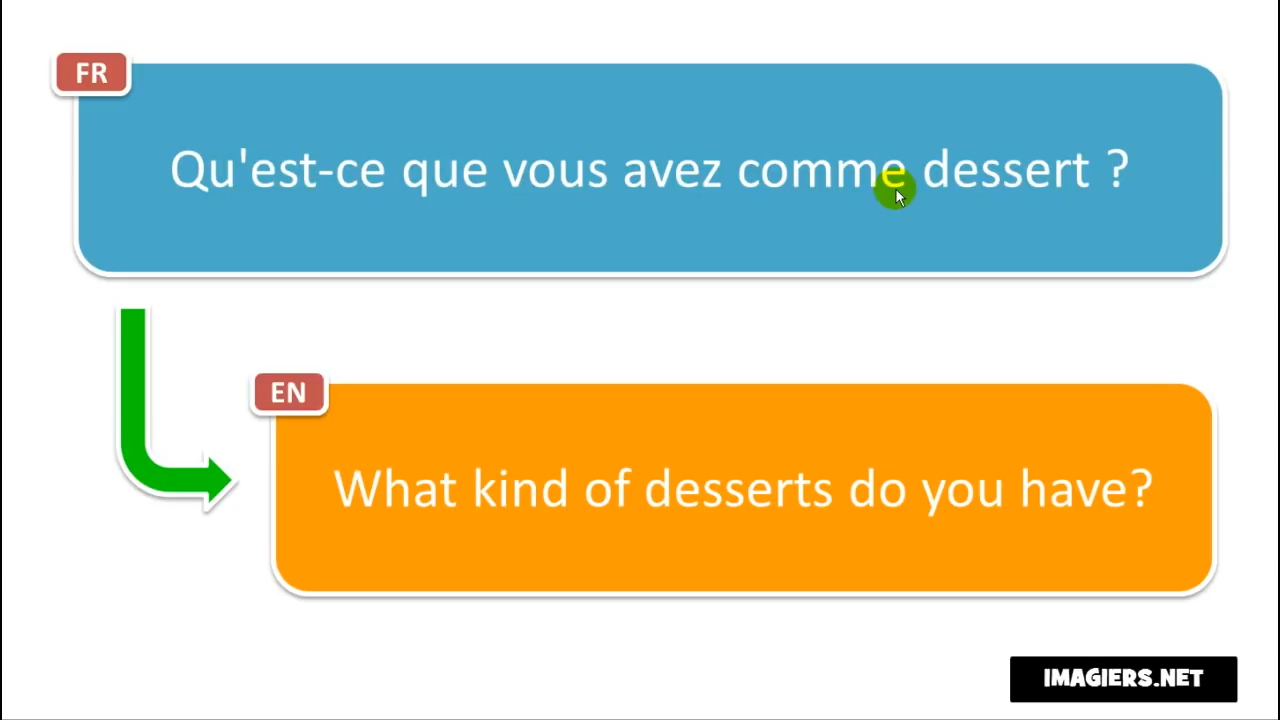 FR
Qu'est-ce que vous avez comme dessert ?
EN
What kind of desserts do you have?
IMAGIERS.NET